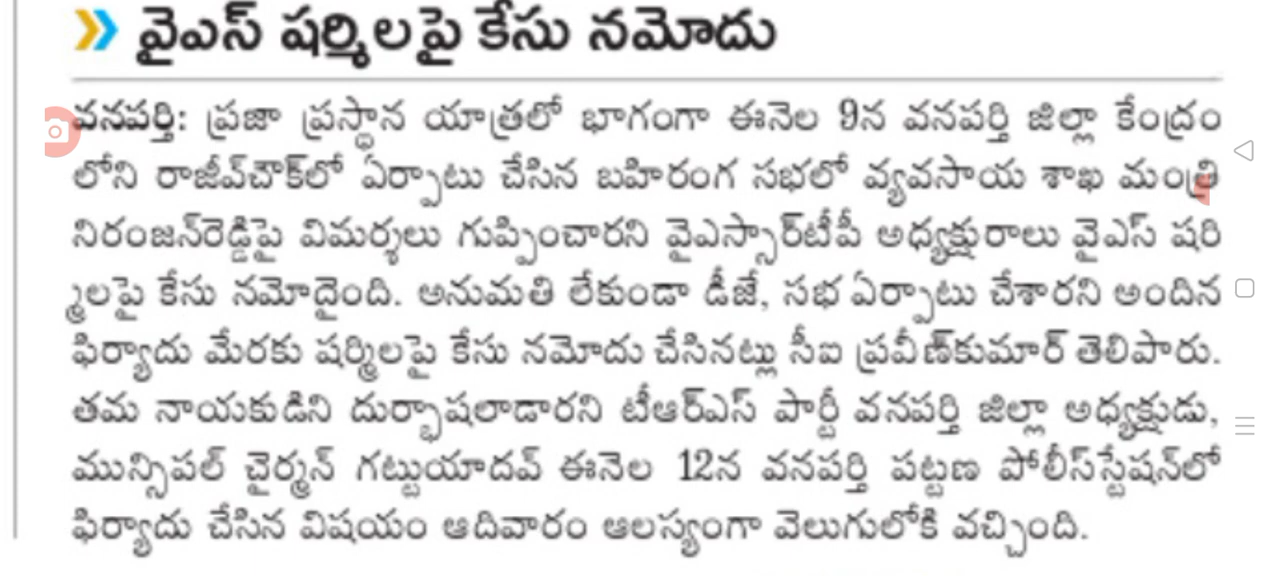 వైఎస్ షర్మిలపై కేసు నమోదు
వనపర్తి: ప్రజా ప్రస్థాన యాత్రలో భాగంగా ఈనెల 9న వనపర్తి జిల్లా కేంద్రం
లోని రాజీవ్‌చౌక్‌లో ఏర్పాటు చేసిన బహిరంగ సభలో వ్యవసాయ శాఖ మంత్రి
నిరంజన్‌రెడ్డిపై విమర్శలు గుప్పించారని వైఎస్సార్‌టీపీ అధ్యక్షురాలు వైఎస్ షరి
్మలపై కేసు నమోదైంది. అనుమతి లేకుండా డీజే, సభ ఏర్పాటు చేశారని అందిన
ఫిర్యాదు మేరకు షర్మిలపై కేసు నమోదు చేసినట్లు సీఐ ప్రవీణ్‌కుమార్ తెలిపారు.
తమ నాయకుడిని దుర్భాషలాడారని టీఆర్‌ఎస్ పార్టీ వనపర్తి జిల్లా అధ్యక్షుడు,
మున్సిపల్ చైర్మన్ గట్టుయాదవ్ ఈనెల 12న వనపర్తి పట్టణ పోలీస్‌స్టేషన్‌లో
ఫిర్యాదు చేసిన విషయం ఆదివారం ఆలస్యంగా వెలుగులోకి వచ్చింది.